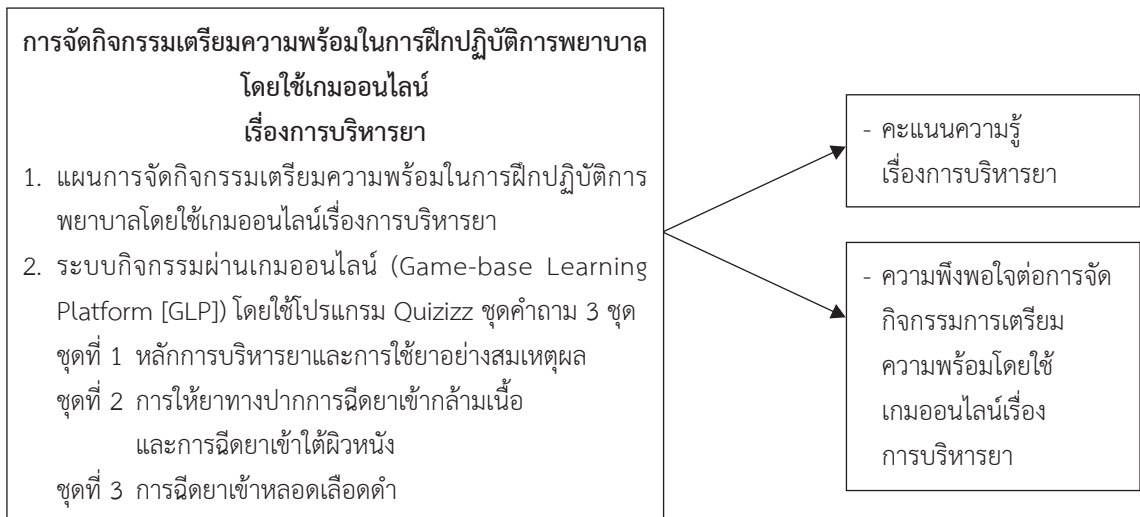 การจัดกิจกรรมเตรียมความพร้อมในการฝึกปฏิบัติการพยาบาล
โดยใช้เกมออนไลน์
เรื่องการบริหารยา
1. แผนการจัดกิจกรรมเตรียมความพร้อมในการฝึกปฏิบัติการ
พยาบาลโดยใช้เกมออนไลน์เรื่องการบริหารยา
2. ระบบกิจกรรมผ่านเกมออนไลน์ (Game-base Learning
Platform [GLP]) โดยใช้โปรแกรม Quizizz ชุดคำถาม 3 ชุด
ชุดที่ 1 หลักการบริหารยาและการใช้ยาอย่างสมเหตุผล
ชุดที่ 2 การให้ยาทางปากการฉีดยาเข้ากล้ามเนื้อ
และการฉีดยาเข้าใต้ผิวหนัง
ชุดที่ 3 การฉีดยาเข้าหลอดเลือดดำ
- คะแนนความรู้
เรื่องการบริหารยา
- ความพึงพอใจต่อการจัด
กิจกรรมการเตรียม
ความพร้อมโดยใช้
เกมออนไลน์เรื่อง
การบริหารยา